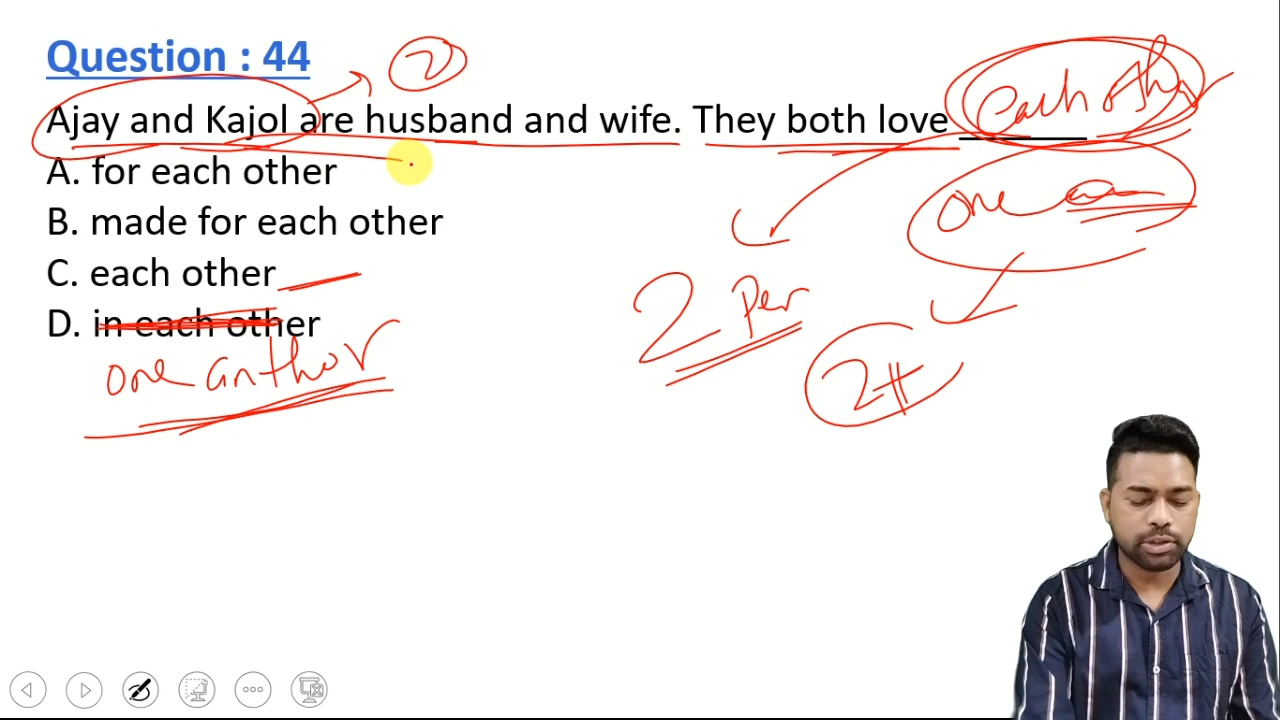 Question : 44
2
Ajay and Kajol are husband and wife. They both love ______ each other
A. for each other
one an
B. made for each other
C. each other
2 Per
D. in each other
one anthor
2+